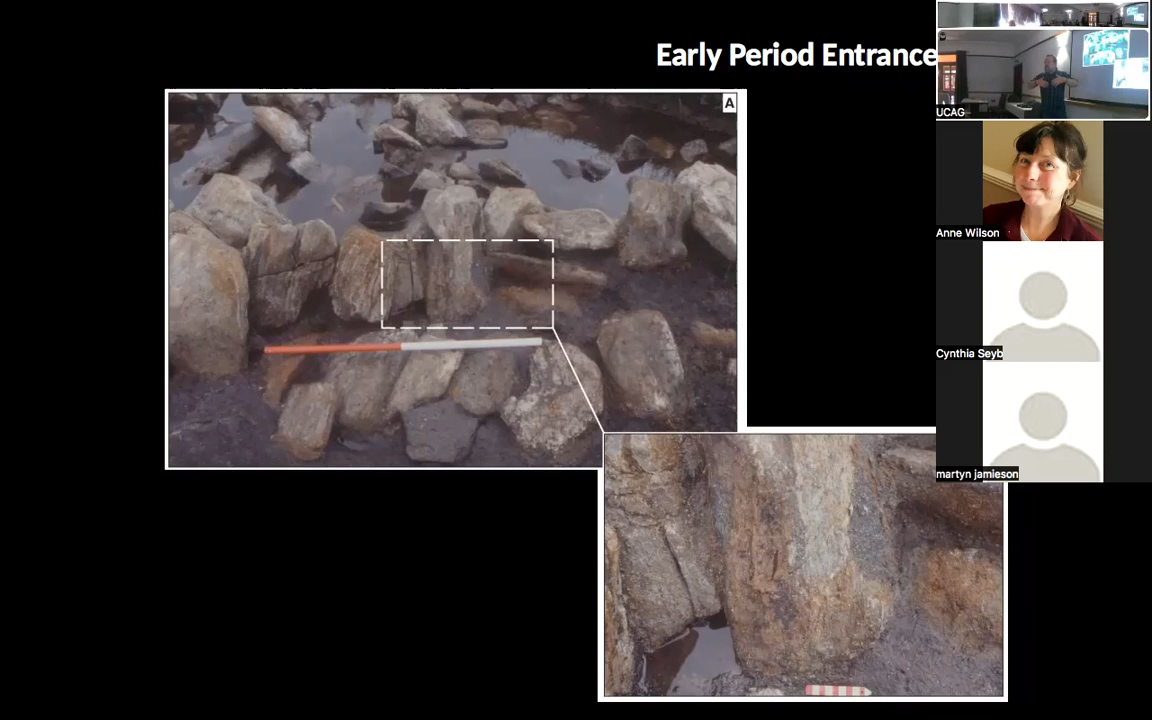 Early Period Entrance
A
UCAG
Anne Wilson
Cynthia Seyb
martyn jamieson